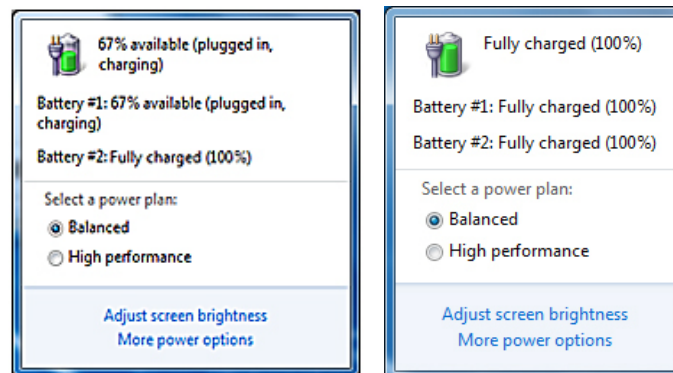 67% available (plugged in,
charging)
Battery #1: 67% available (plugged in,
charging)
Battery #2: Fully charged (100%)
Select a power plan:
Balanced
High performance
Adjust screen brightness
More power options
Fully charged (100%)
Battery #1: Fully charged (100%)
Battery #2: Fully charged (100%)
Select a power plan:
Balanced
High performance
Adjust screen brightness
More power options